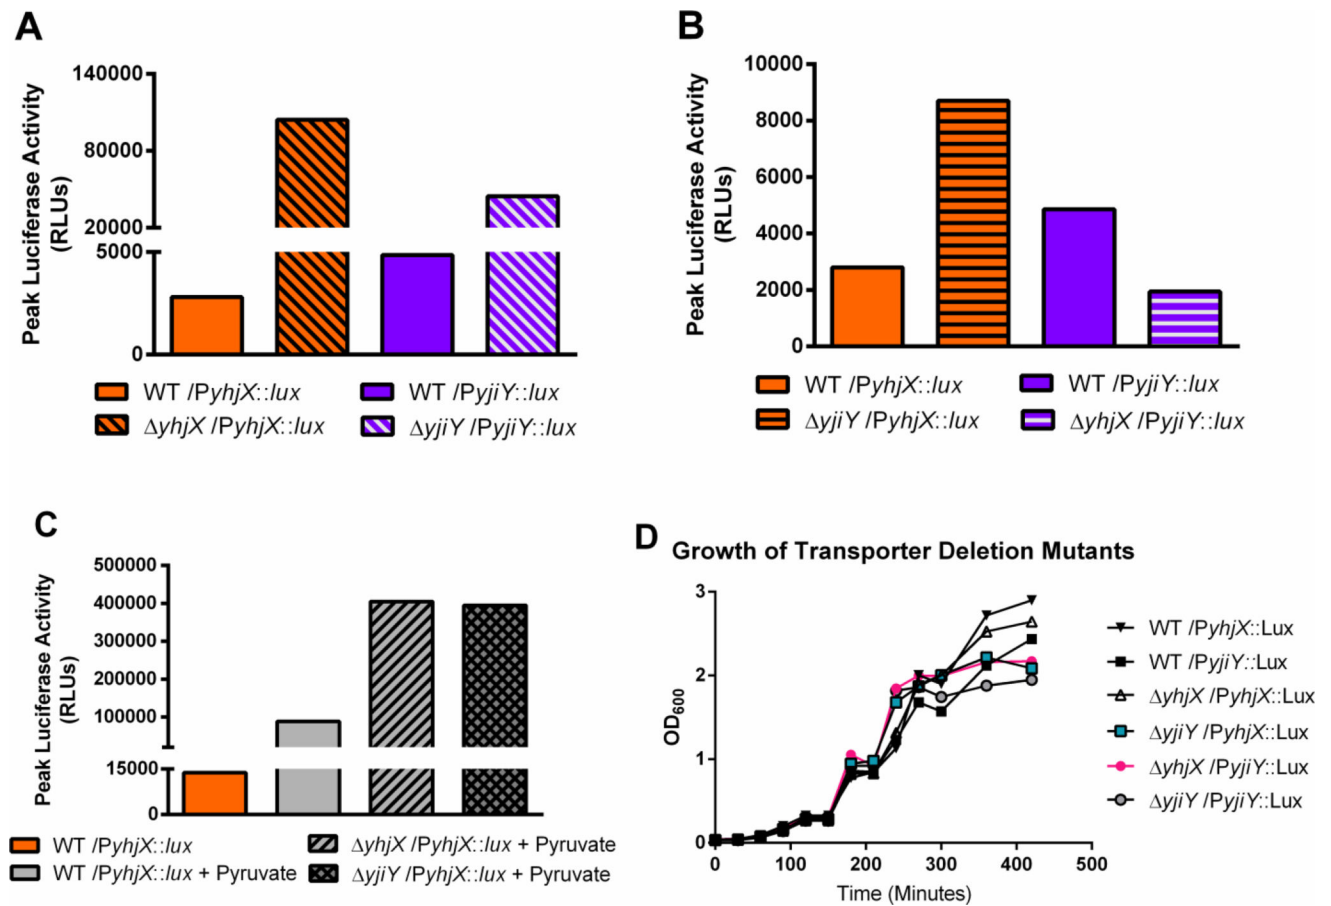 A
Peak Luciferase Activity
(RLUs)
140000
80000
20000
5000
0
WT /PyhjX::lux
WT /PyjiY::lux
ΔyhjX /PyhjX::lux
ΔyjiY /PyjiY::lux
B
Peak Luciferase Activity
(RLUs)
10000
8000
6000
4000
2000
0
WT /PyhjX::lux
WT /PyjiY::lux
ΔyjiY /PyhjX::lux
ΔyhjX /PyjiY::lux
C
Peak Luciferase Activity
(RLUs)
500000
400000
300000
200000
100000
15000
0
WT /PyhjX::lux
ΔyhjX /PyhjX::lux + Pyruvate
WT /PyhjX::lux + Pyruvate
ΔyjiY /PyhjX::lux + Pyruvate
D
Growth of Transporter Deletion Mutants
OD600
3
2
1
0
0 100 200 300 400 500
Time (Minutes)
WT /PyhjX::Lux
WT /PyjiY::Lux
ΔyhjX /PyhjX::Lux
ΔyjiY /PyhjX::Lux
ΔyhjX /PyjiY::Lux
ΔyjiY /PyjiY::Lux